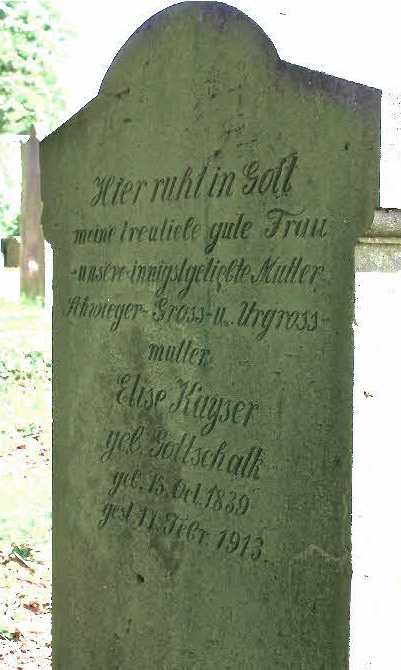 Hier ruht in Gott
meine treuliebe gute Frau
unsere innigstgeliebte Mutter
Schwieger- Gross- u. Urgross-
mutter
Elise Kayser
geb. Gottschalk
geb. 15. Oct. 1839
gest. 11. Febr. 1913.